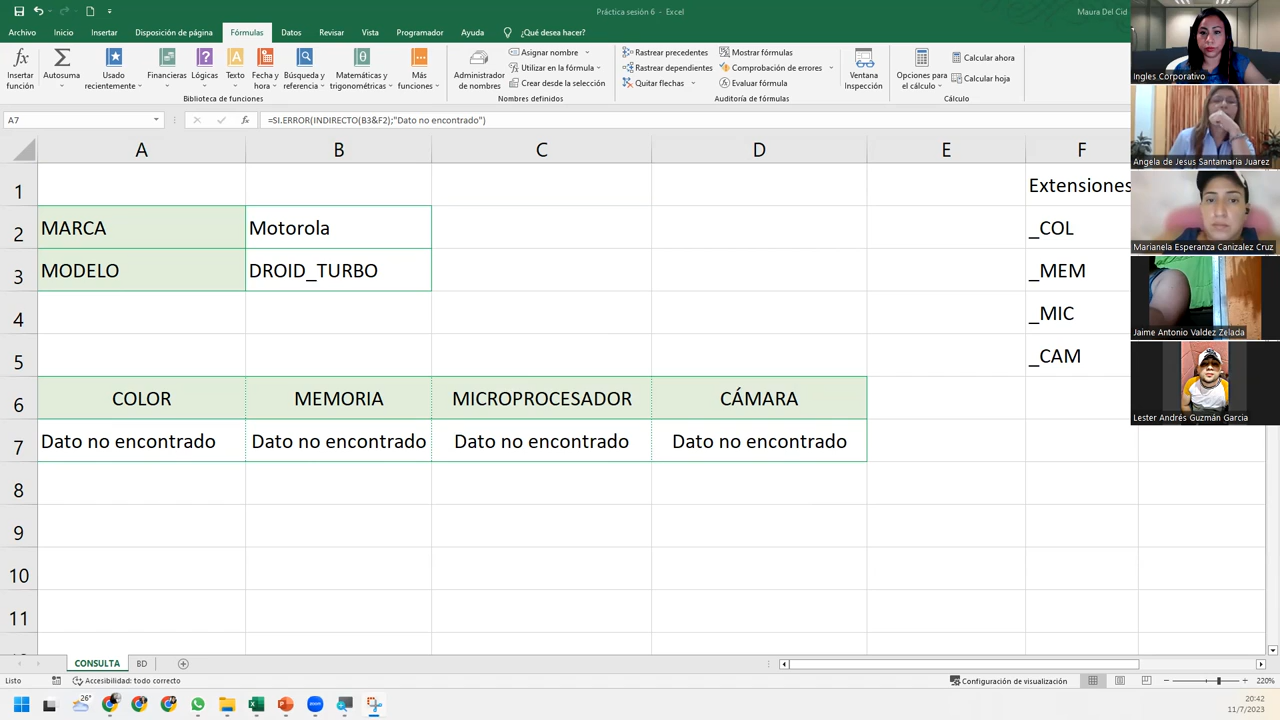 Práctica sesión 6 - Excel
Maura Del Cid
Archivo Inicio Insertar Disposición de página Fórmulas Datos Revisar Vista Programador Ayuda ¿Qué desea hacer?
Insertar función
Autosuma
Usado recientemente
Financieras
Lógicas
Texto
Fecha y hora
Búsqueda y referencia
Matemáticas y trigonométricas
Más funciones
Biblioteca de funciones
Administrador de nombres
Asignar nombre
Utilizar en la fórmula
Crear desde la selección
Nombres definidos
Rastrear precedentes
Rastrear dependientes
Quitar flechas
Mostrar fórmulas
Comprobación de errores
Evaluar fórmula
Auditoría de fórmulas
Ventana Inspección
Opciones para el cálculo
Calcular ahora
Calcular hoja
Cálculo
A7
fx
=SI.ERROR(INDIRECTO(B3&F2);"Dato no encontrado")
A B C D E F
1 Extensiones
2 MARCA Motorola _COL
3 MODELO DROID_TURBO _MEM
4 _MIC
5 _CAM
6 COLOR MEMORIA MICROPROCESADOR CÁMARA
7 Dato no encontrado Dato no encontrado Dato no encontrado Dato no encontrado
8
9
10
11
CONSULTA BD
Listo
Accesibilidad: todo correcto
Configuración de visualización
220%
26°
20:42
11/7/2023
Ingles Corporativo
Angela de Jesus Santamaria Juarez
Marianela Esperanza Canizalez Cruz
Jaime Antonio Valdez Zelada
Lester Andrés Guzmán Garcia